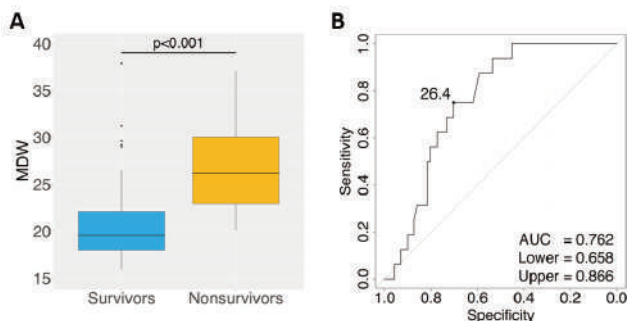 A
p<0.001
MDW
40
35
30
25
20
15
Survivors
Nonsurvivors
B
26.4
Sensitivity
1.0
0.8
0.6
0.4
0.2
0.0
AUC = 0.762
Lower = 0.658
Upper = 0.866
1.0 0.8 0.6 0.4 0.2 0.0
Specificity